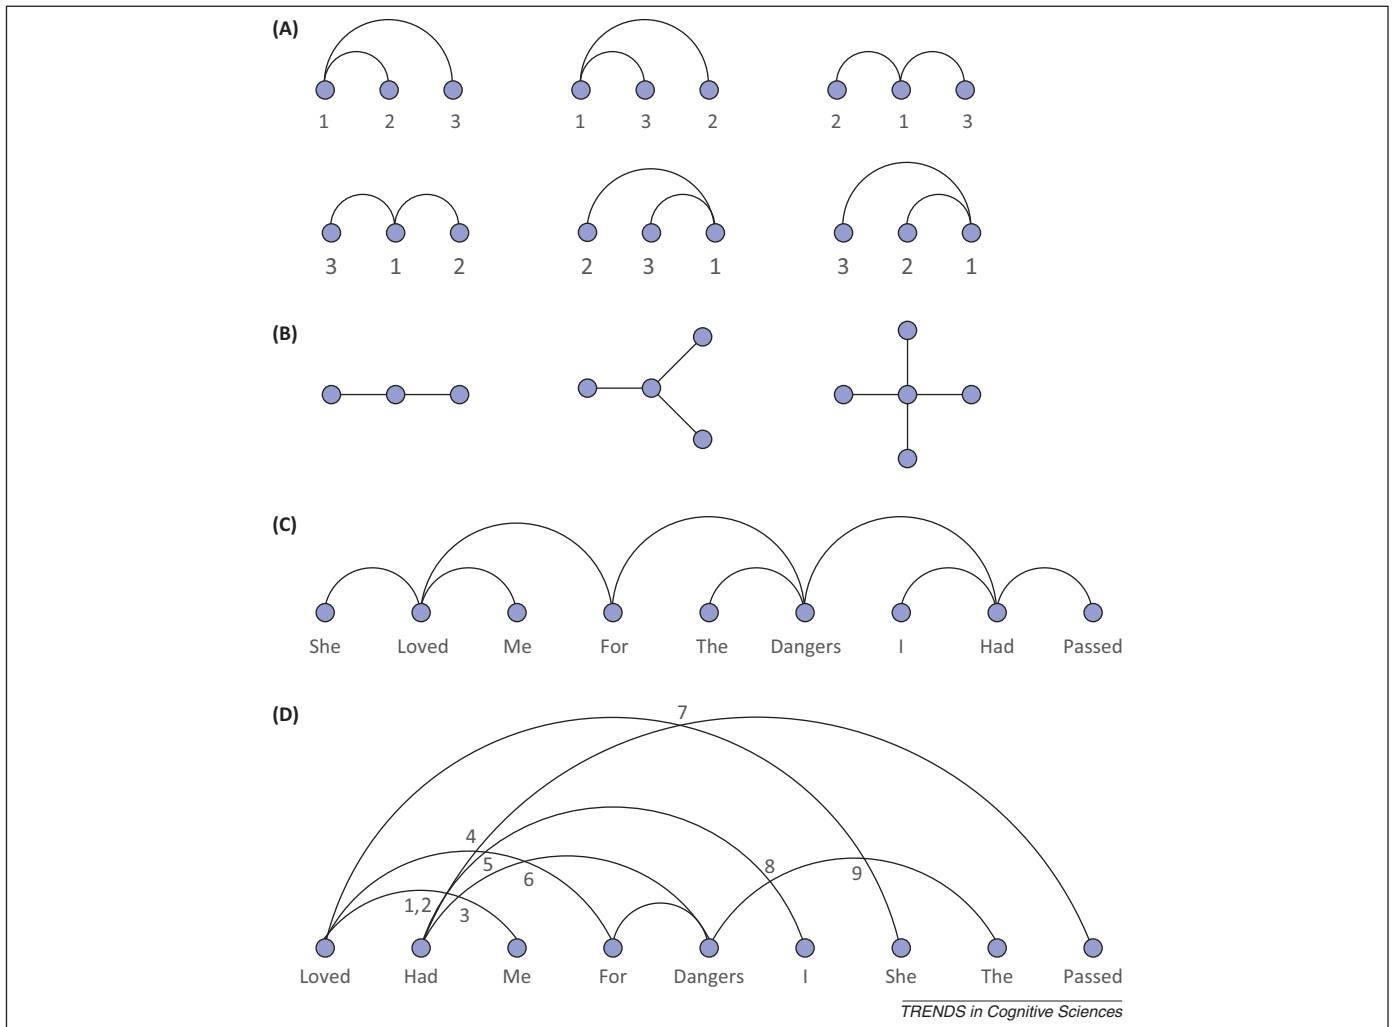 (A)
1 2 3 1 3 2 2 1 3
3 1 2 2 3 1 3 2 1
(B)
(C)
She Loved Me For The Dangers I Had Passed
(D)
7
4
5
6
8
9
1,2
3
Loved Had Me For Dangers I She The Passed
TRENDS in Cognitive Sciences